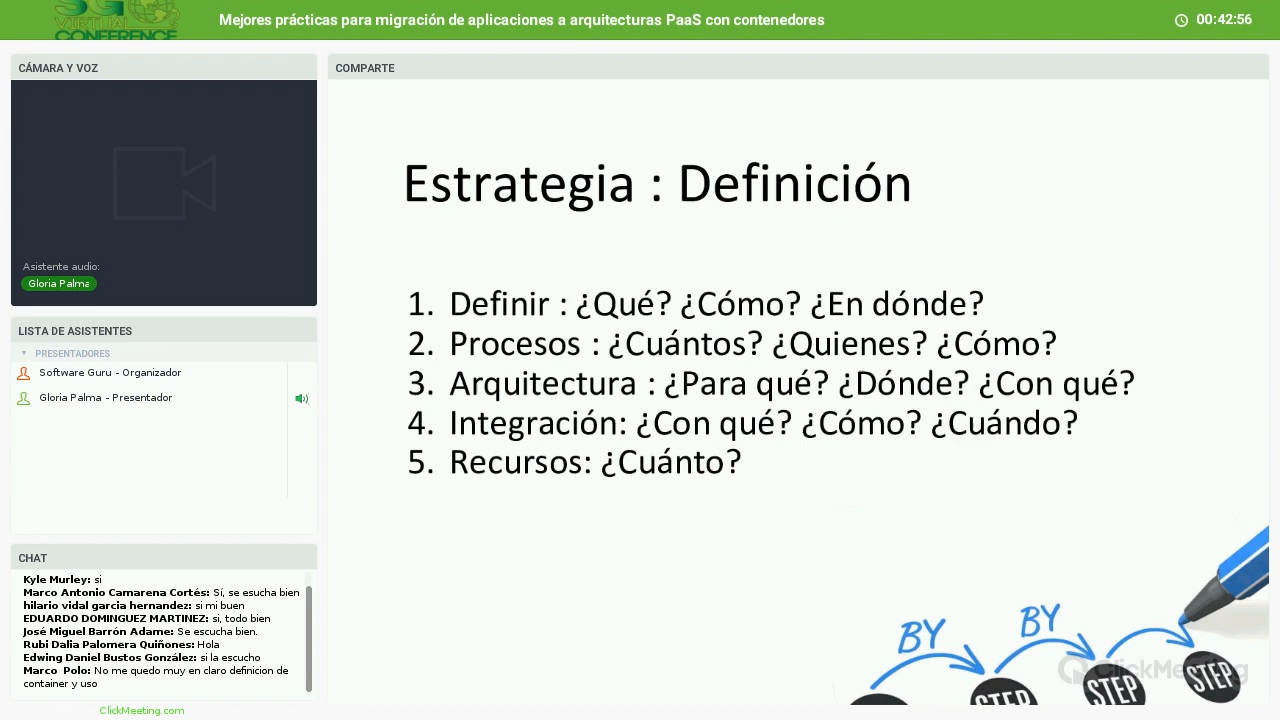 SG
VIRTUAL
CONFERENCE
Mejores prácticas para migración de aplicaciones a arquitecturas PaaS con contenedores
00:42:56
CÁMARA Y VOZ
Asistente audio:
Gloria Palma
LISTA DE ASISTENTES
PRESENTADORES
Software Guru - Organizador
Gloria Palma - Presentador
CHAT
Kyle Murley: si
Marco Antonio Camarena Cortés: Sí, se escucha bien
hilario vidal garcia hernandez: si mi buen
EDUARDO DOMINGUEZ MARTINEZ: si, todo bien
José Miguel Barrón Adame: Se escucha bien.
Rubi Dalia Palomera Quiñones: Hola
Edwing Daniel Bustos González: si la escucho
Marco Polo: No me quedo muy en claro definicion de
container y uso
ClickMeeting.com
COMPARTE
Estrategia : Definición
1. Definir : ¿Qué? ¿Cómo? ¿En dónde?
2. Procesos : ¿Cuántos? ¿Quienes? ¿Cómo?
3. Arquitectura : ¿Para qué? ¿Dónde? ¿Con qué?
4. Integración: ¿Con qué? ¿Cómo? ¿Cuándo?
5. Recursos: ¿Cuánto?
BY
BY
STEP
STEP
STEP
ClickMeeting